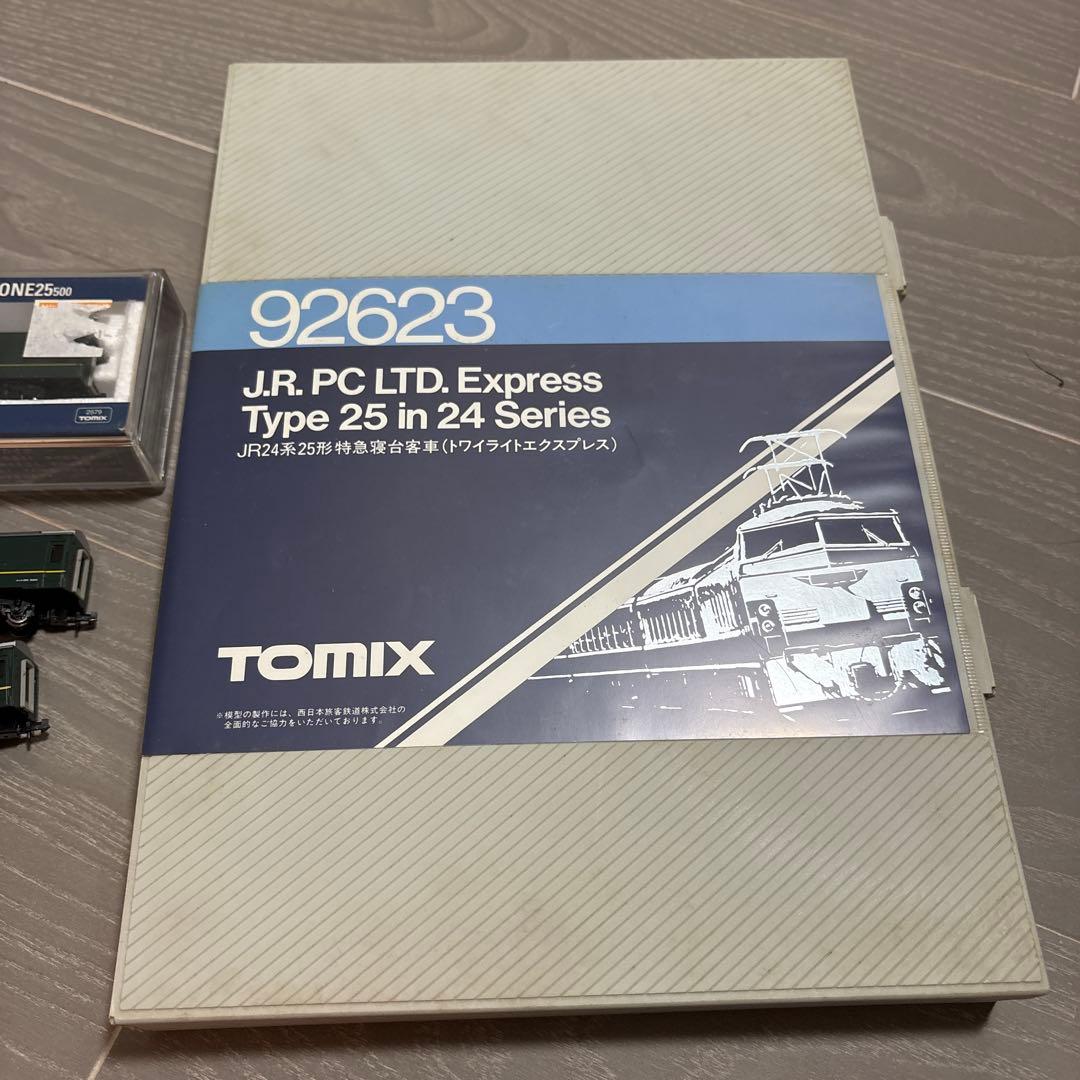 ONE25500
2679
TOMIX
92623
J.R. PC LTD. Express
Type 25 in 24 Series
JR24系25形特急寝台客車(トワイライトエクスプレス)
TOMIX
※模型の製作には、西日本旅客鉄道株式会社の
全面的なご協力をいただいております。